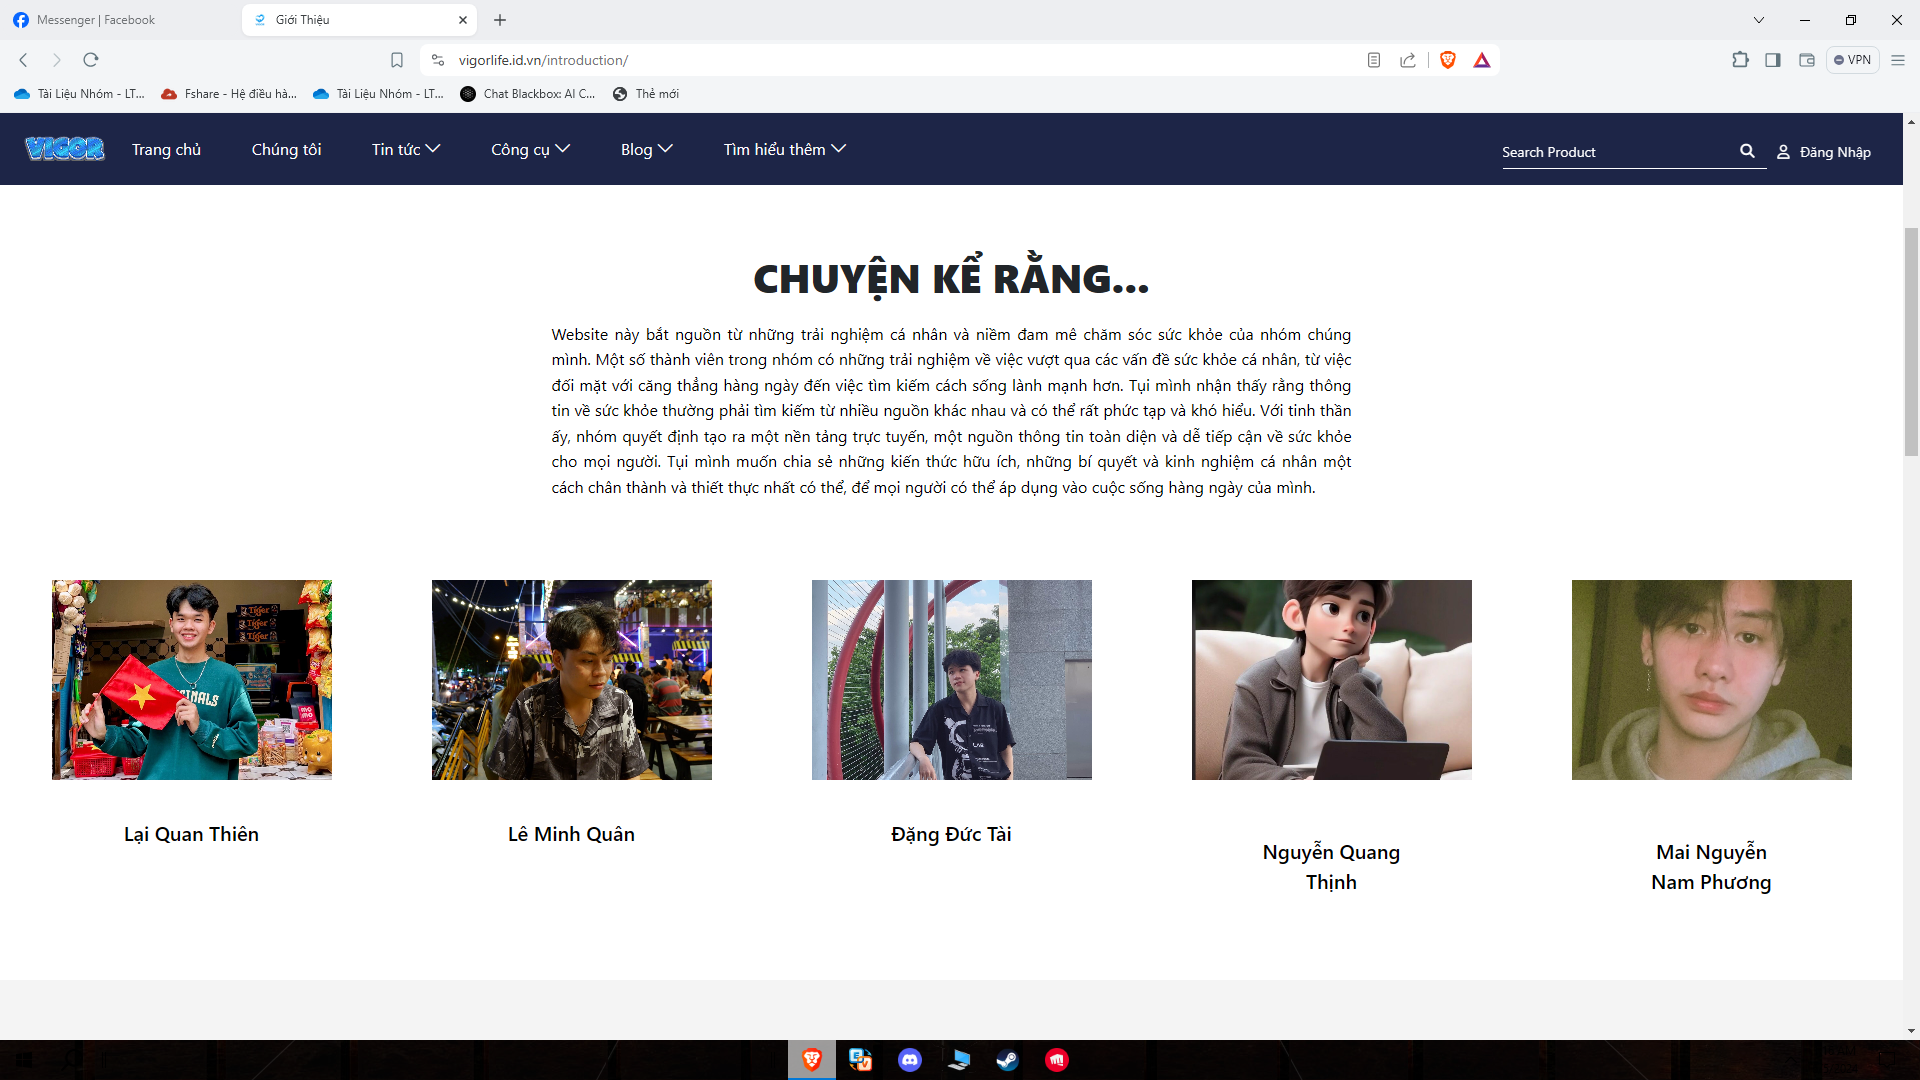 Messenger | Facebook
Giới Thiệu
vigorlife.id.vn/introduction/
VPN
Tài Liệu Nhóm - LT...
Fshare - Hệ điều hà...
Tài Liệu Nhóm - LT...
Chat Blackbox: AI C...
Thẻ mới
VIGOR
Trang chủ
Chúng tôi
Tin tức
Công cụ
Blog
Tìm hiểu thêm
Search Product
Đăng Nhập
CHUYỆN KỂ RẰNG...
Website này bắt nguồn từ những trải nghiệm cá nhân và niềm đam mê chăm sóc sức khỏe của nhóm chúng
mình. Một số thành viên trong nhóm có những trải nghiệm về việc vượt qua các vấn đề sức khỏe cá nhân, từ việc
đối mặt với căng thẳng hàng ngày đến việc tìm kiếm cách sống lành mạnh hơn. Tụi mình nhận thấy rằng thông
tin về sức khỏe thường phải tìm kiếm từ nhiều nguồn khác nhau và có thể rất phức tạp và khó hiểu. Với tinh thần
ấy, nhóm quyết định tạo ra một nền tảng trực tuyến, một nguồn thông tin toàn diện và dễ tiếp cận về sức khỏe
cho mọi người. Tụi mình muốn chia sẻ những kiến thức hữu ích, những bí quyết và kinh nghiệm cá nhân một
cách chân thành và thiết thực nhất có thể, để mọi người có thể áp dụng vào cuộc sống hàng ngày của mình.
Tiger
Tiger
Tiger
Lại Quan Thiên
Lê Minh Quân
Đặng Đức Tài
Nguyễn Quang
Thịnh
Mai Nguyễn
Nam Phương